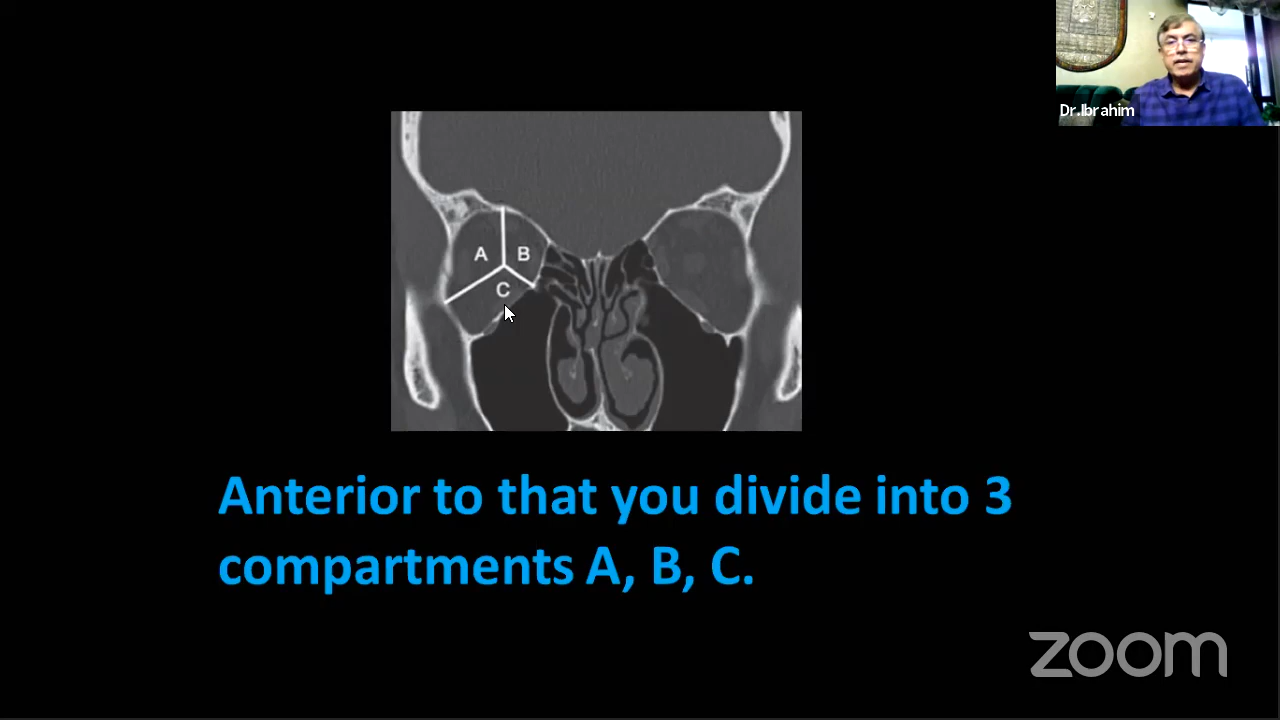 Dr.Ibrahim
A B
C
Anterior to that you divide into 3
compartments A, B, C.
zoom